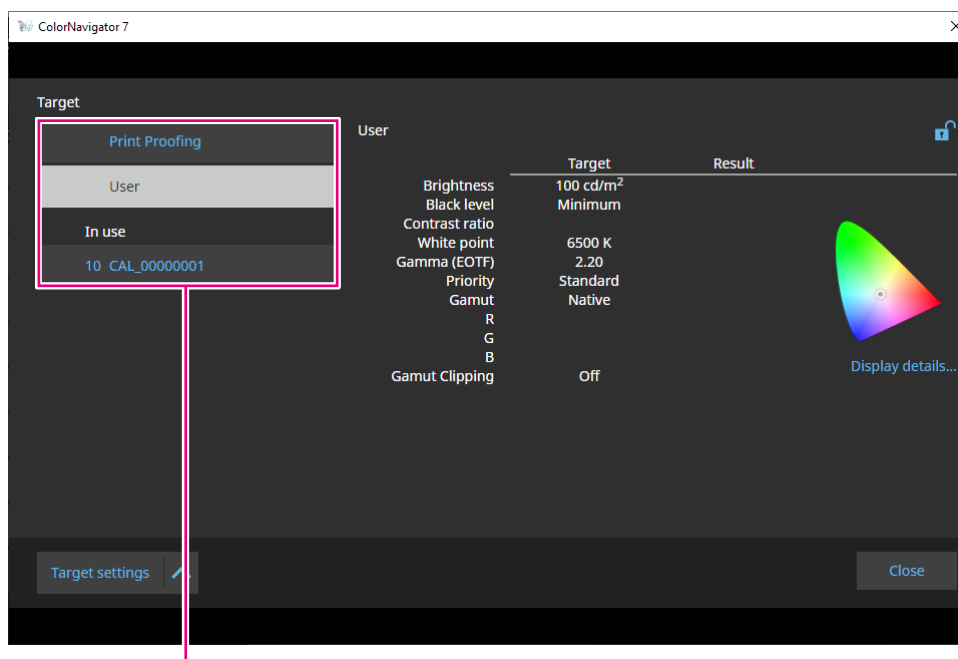 ColorNavigator 7
Target
Print Proofing
User
In use
10 CAL_00000001
User
Target Result
Brightness 100 cd/m²
Black level Minimum
Contrast ratio
White point 6500 K
Gamma (EOTF) 2.20
Priority Standard
Gamut Native
R
G
B
Gamut Clipping Off
Display details...
Target settings
Close